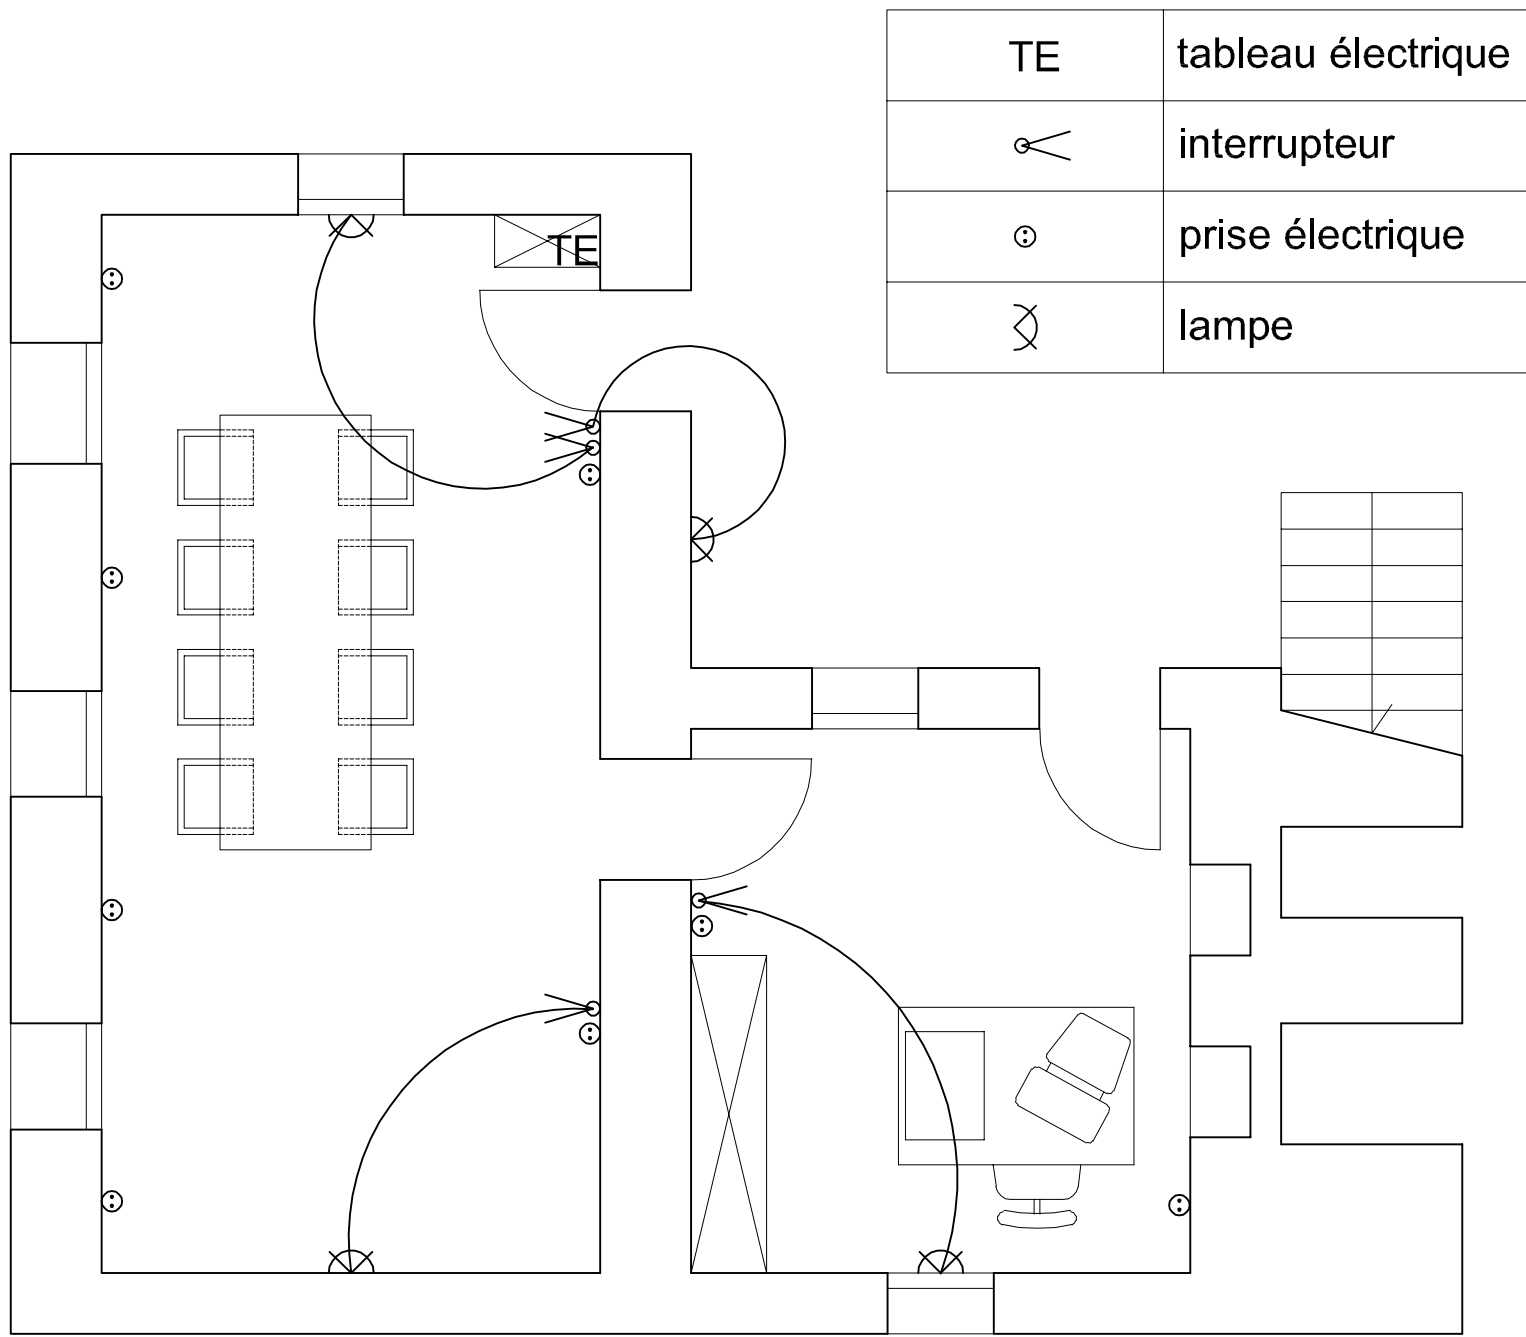 TE tableau électrique
interrupteur
prise électrique
lampe
TE